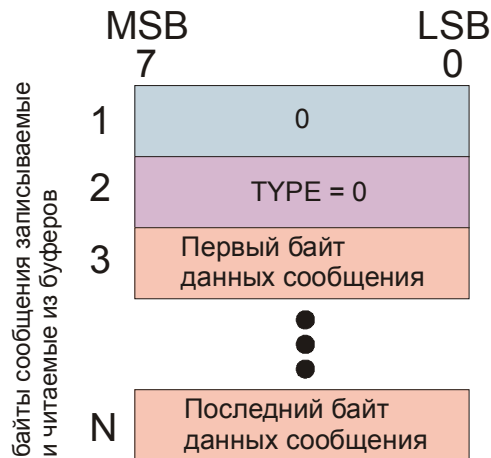 MSB
LSB
7
0
байты сообщения записываемые
и читаемые из буферов
1
0
2
TYPE = 0
3
Первый байт
данных сообщения
N
Последний байт
данных сообщения